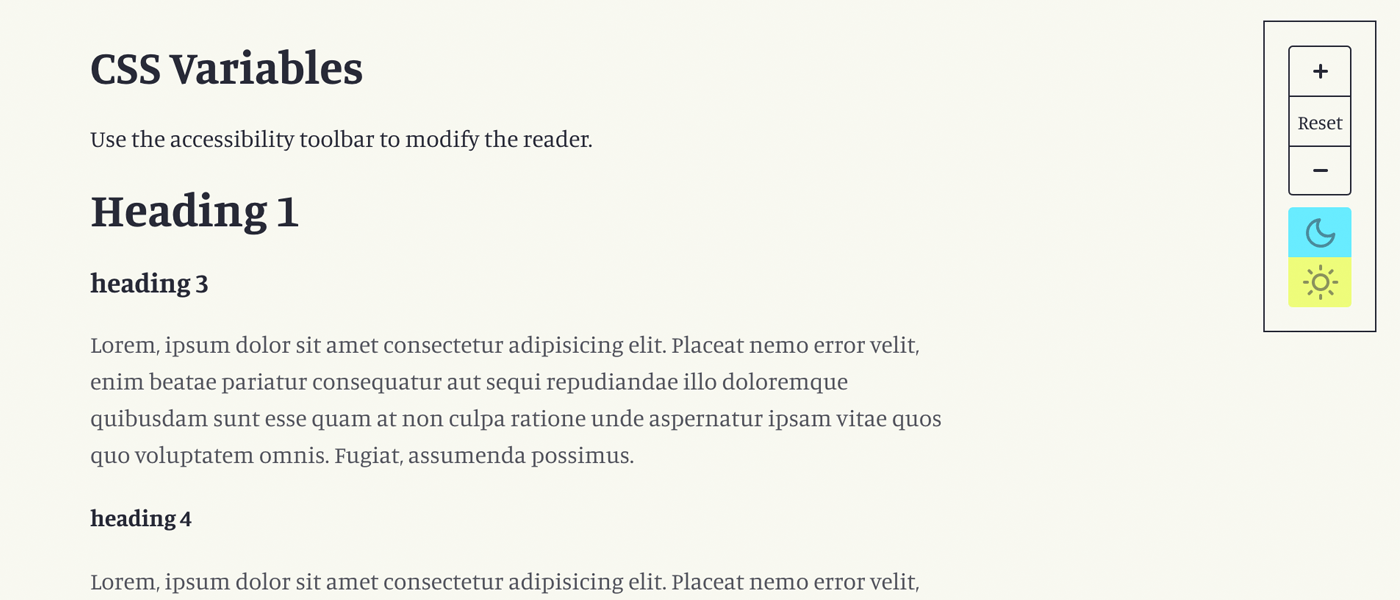 CSS Variables
Use the accessibility toolbar to modify the reader.
Heading 1
heading 3
Lorem, ipsum dolor sit amet consectetur adipisicing elit. Placeat nemo error velit,
enim beatae pariatur consequatur aut sequi repudiandae illo doloremque
quibusdam sunt esse quam at non culpa ratione unde aspernatur ipsam vitae quos
quo voluptatem omnis. Fugiat, assumenda possimus.
heading 4
Lorem, ipsum dolor sit amet consectetur adipisicing elit. Placeat nemo error velit,
+
Reset
−